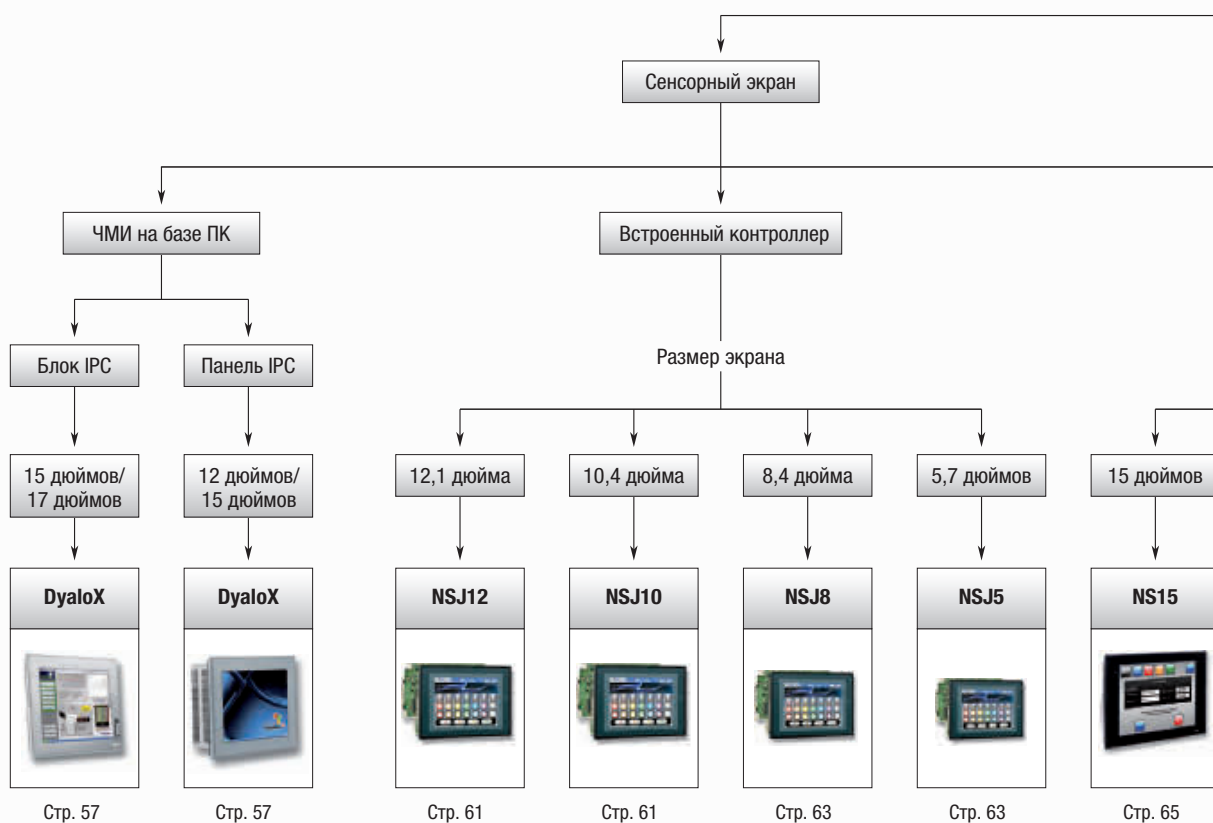 Сенсорный экран
ЧМИ на базе ПК
Встроенный контроллер
Блок IPC
Панель IPC
Размер экрана
15 дюймов/
17 дюймов
12 дюймов/
15 дюймов
12,1 дюйма
10,4 дюйма
8,4 дюйма
5,7 дюймов
15 дюймов
DyaloX
DyaloX
NSJ12
NSJ10
NSJ8
NSJ5
NS15
Стр. 57
Стр. 57
Стр. 61
Стр. 61
Стр. 63
Стр. 63
Стр. 65